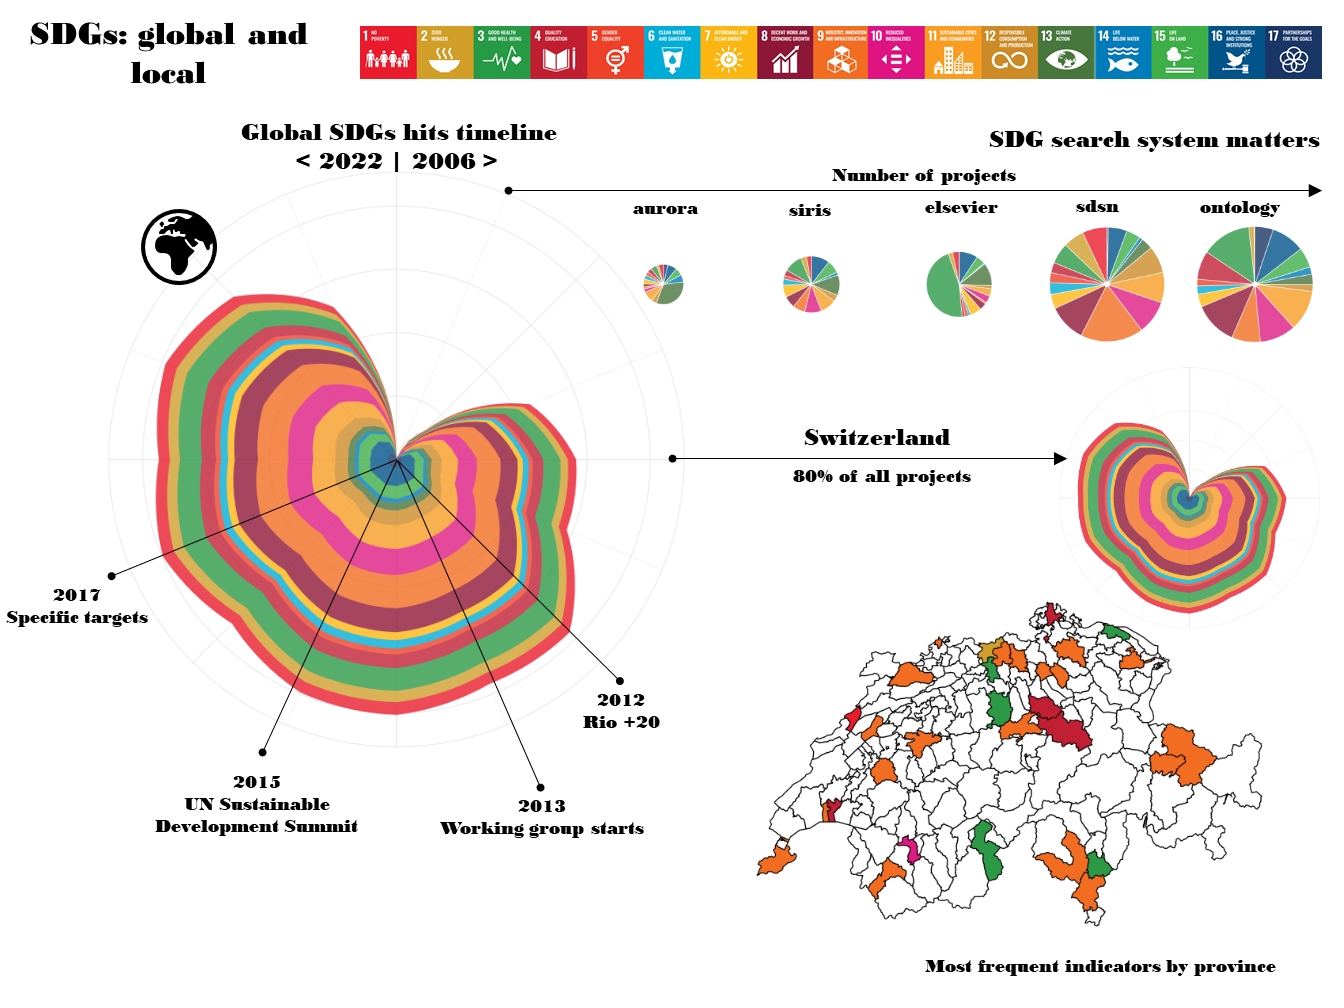 SDGs: global and
local
1 NO
POVERTY
2 ZERO
HUNGER
3 GOOD HEALTH
AND WELL-BEING
4 QUALITY
EDUCATION
5 GENDER
EQUALITY
6 CLEAN WATER
AND SANITATION
7 AFFORDABLE AND
CLEAN ENERGY
8 DECENT WORK AND
ECONOMIC GROWTH
9 INDUSTRY, INNOVATION
AND INFRASTRUCTURE
10 REDUCED
INEQUALITIES
11 SUSTAINABLE CITIES
AND COMMUNITIES
12 RESPONSIBLE
CONSUMPTION
AND PRODUCTION
13 CLIMATE
ACTION
14 LIFE
BELOW WATER
15 LIFE
ON LAND
16 PEACE, JUSTICE
AND STRONG
INSTITUTIONS
17 PARTNERSHIPS
FOR THE GOALS
Global SDGs hits timeline
< 2022 | 2006 >
SDG search system matters
Number of projects
aurora
siris
elsevier
sdsn
ontology
Switzerland
80% of all projects
2017
Specific targets
2012
Rio +20
2015
UN Sustainable
Development Summit
2013
Working group starts
Most frequent indicators by province